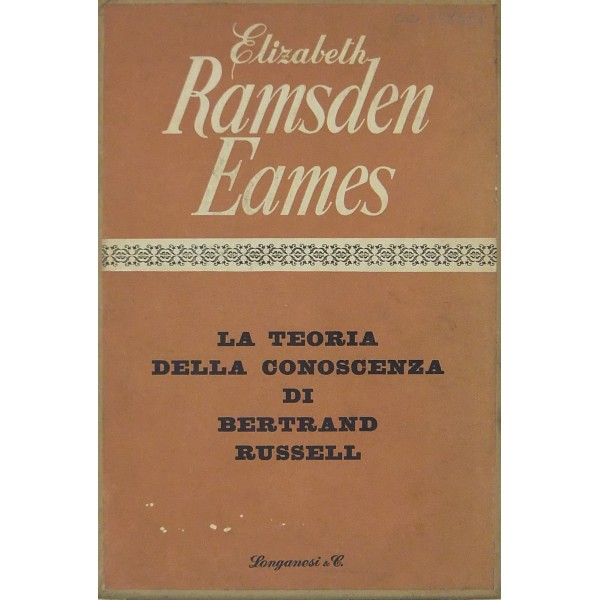 Elizabeth
Ramsden
Eames
LA TEORIA
DELLA CONOSCENZA
DI
BERTRAND
RUSSELL
Longanesi & C.